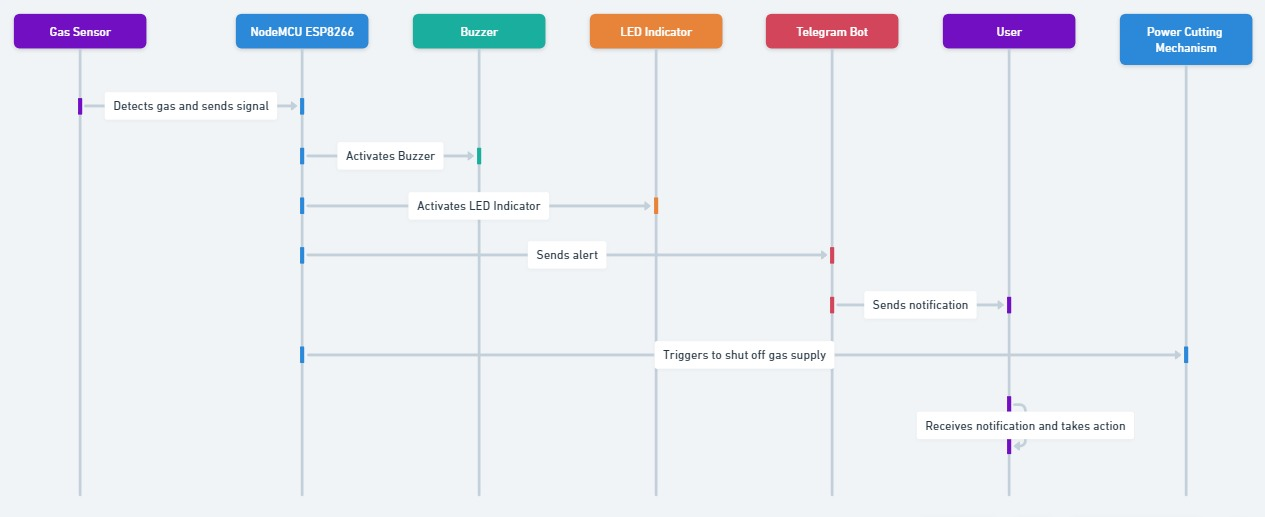 Gas Sensor
NodeMCU ESP8266
Buzzer
LED Indicator
Telegram Bot
User
Power Cutting
Mechanism
Detects gas and sends signal
Activates Buzzer
Activates LED Indicator
Sends alert
Sends notification
Triggers to shut off gas supply
Receives notification and takes action